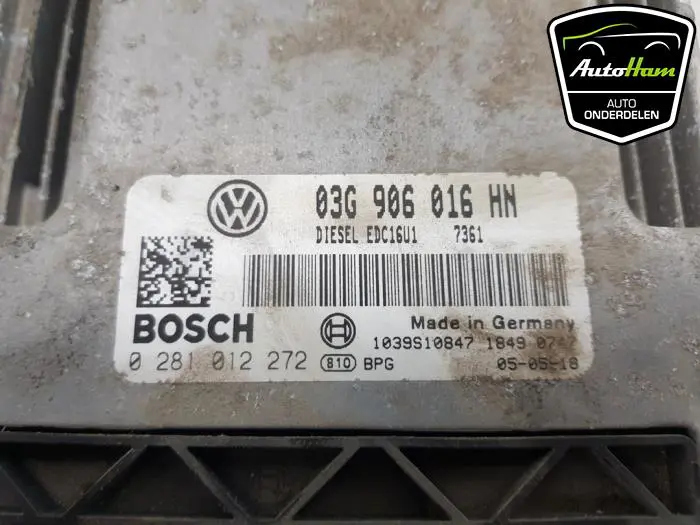 AutoHam
AUTO
ONDERDELEN
03G 906 016 HN
DIESEL EDC16U1 7361
BOSCH
Made in Germany
1039S10847 1849 0747
0 281 012 272 810 BPG 05-05-18